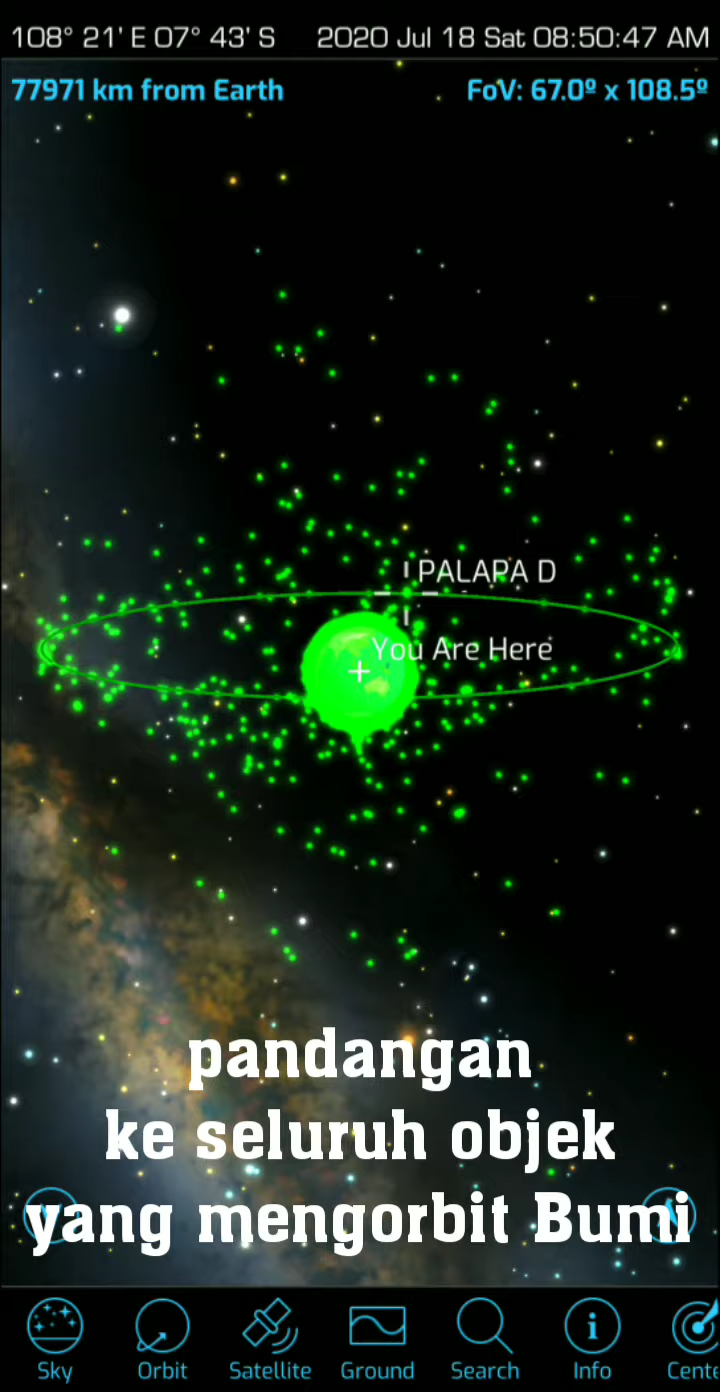 108° 21' E 07° 43' S 2020 Jul 18 Sat 08:50:47 AM
77971 km from Earth FoV: 67.0º x 108.5º
PALAPA D
You Are Here
pandangan
ke seluruh objek
yang mengorbit Bumi
Sky Orbit Satellite Ground Search Info Cente